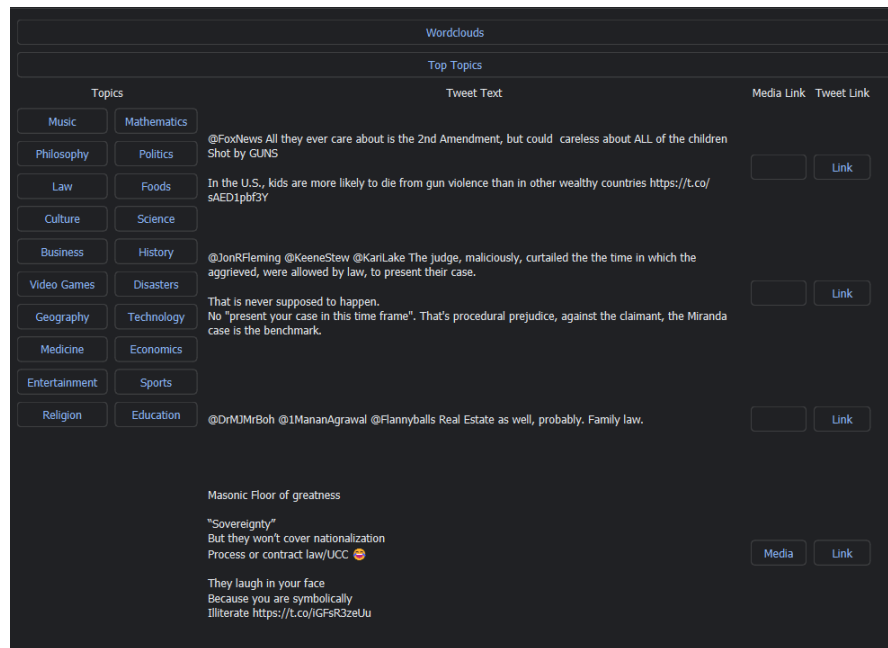 Wordclouds
Top Topics
Topics
Tweet Text
Media Link
Tweet Link
Music
Mathematics
Philosophy
Politics
Law
Foods
Culture
Science
Business
History
Video Games
Disasters
Geography
Technology
Medicine
Economics
Entertainment
Sports
Religion
Education
@FoxNews All they ever care about is the 2nd Amendment, but could  careless about ALL of the children
Shot by GUNS
In the U.S., kids are more likely to die from gun violence than in other wealthy countries https://t.co/
sAED1pbf3Y
Link
@JonRFleming @KeeneStew @KariLake The judge, maliciously, curtailed the the time in which the
aggrieved, were allowed by law, to present their case.
That is never supposed to happen.
No "present your case in this time frame". That's procedural prejudice, against the claimant, the Miranda
case is the benchmark.
Link
@DrMJMrBoh @1MananAgrawal @Flannyballs Real Estate as well, probably. Family law.
Link
Masonic Floor of greatness
"Sovereignty"
But they won't cover nationalization
Process or contract law/UCC 😂
They laugh in your face
Because you are symbolically
Illiterate https://t.co/iGFsR3zeUu
Media
Link